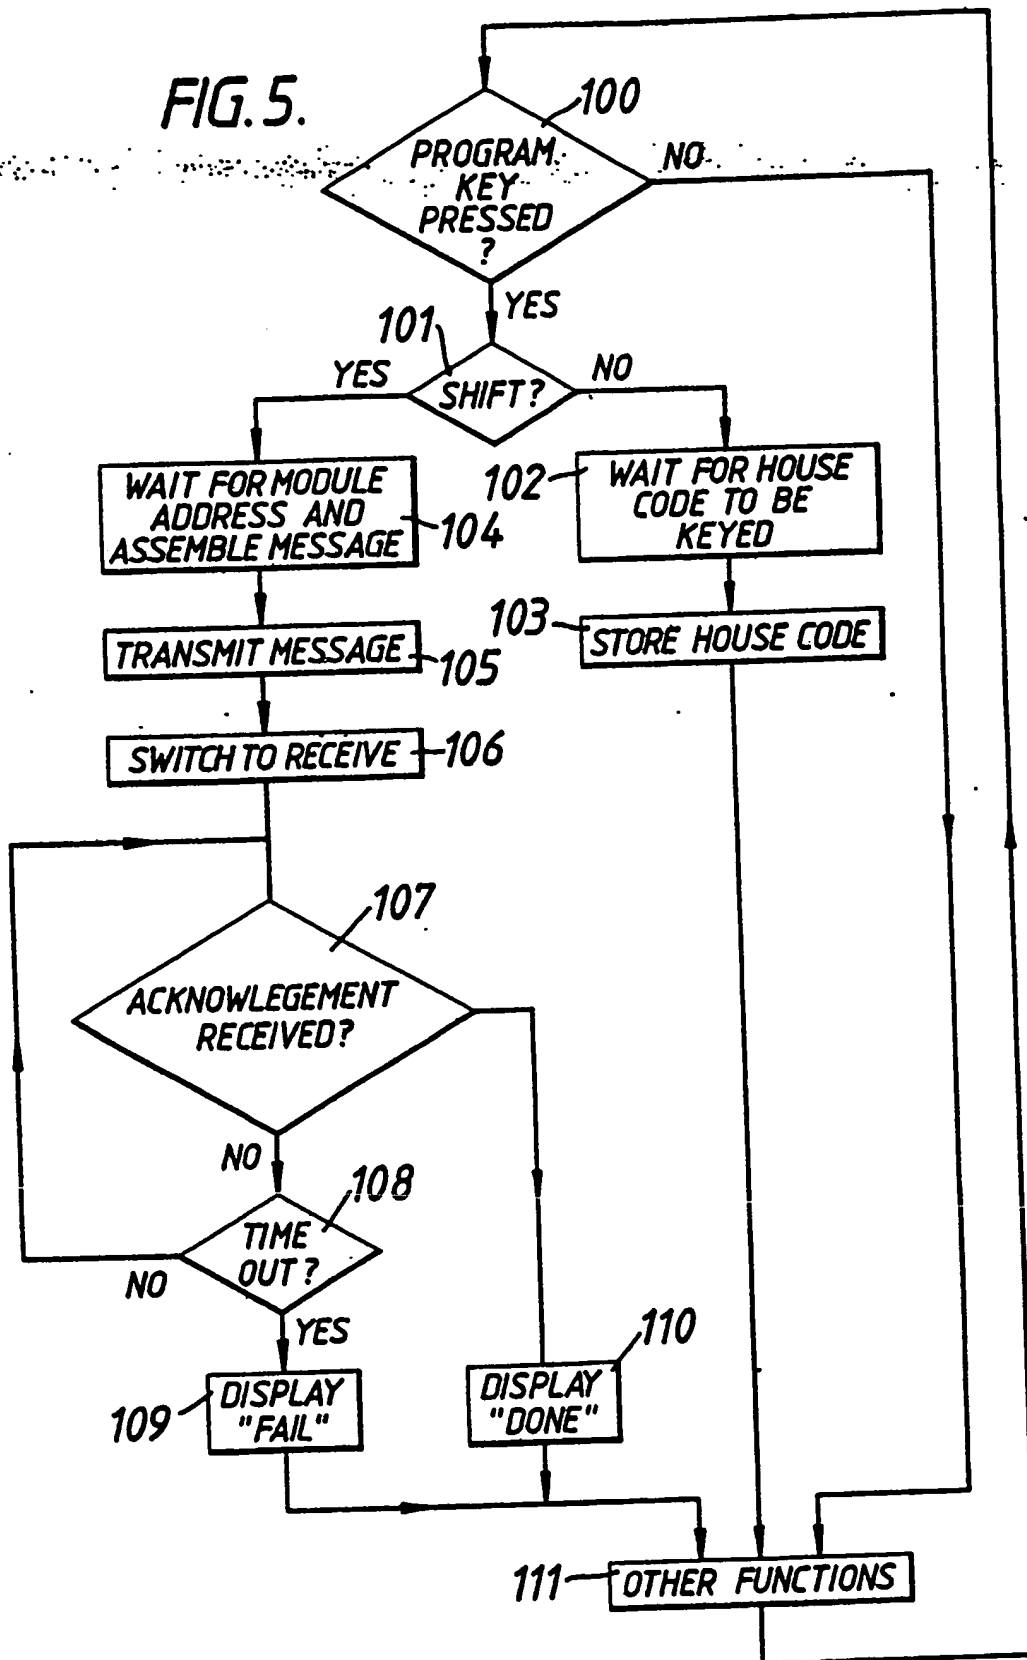 FIG. 5.
100
PROGRAM
KEY
PRESSED
?
NO
YES
101
SHIFT?
YES
NO
WAIT FOR MODULE
ADDRESS AND
ASSEMBLE MESSAGE
104
102
WAIT FOR HOUSE
CODE TO BE
KEYED
TRANSMIT MESSAGE
105
103
STORE HOUSE CODE
SWITCH TO RECEIVE
106
107
ACKNOWLEGEMENT
RECEIVED?
NO
108
TIME
OUT?
NO
YES
109
DISPLAY
"FAIL"
110
DISPLAY
"DONE"
111
OTHER FUNCTIONS